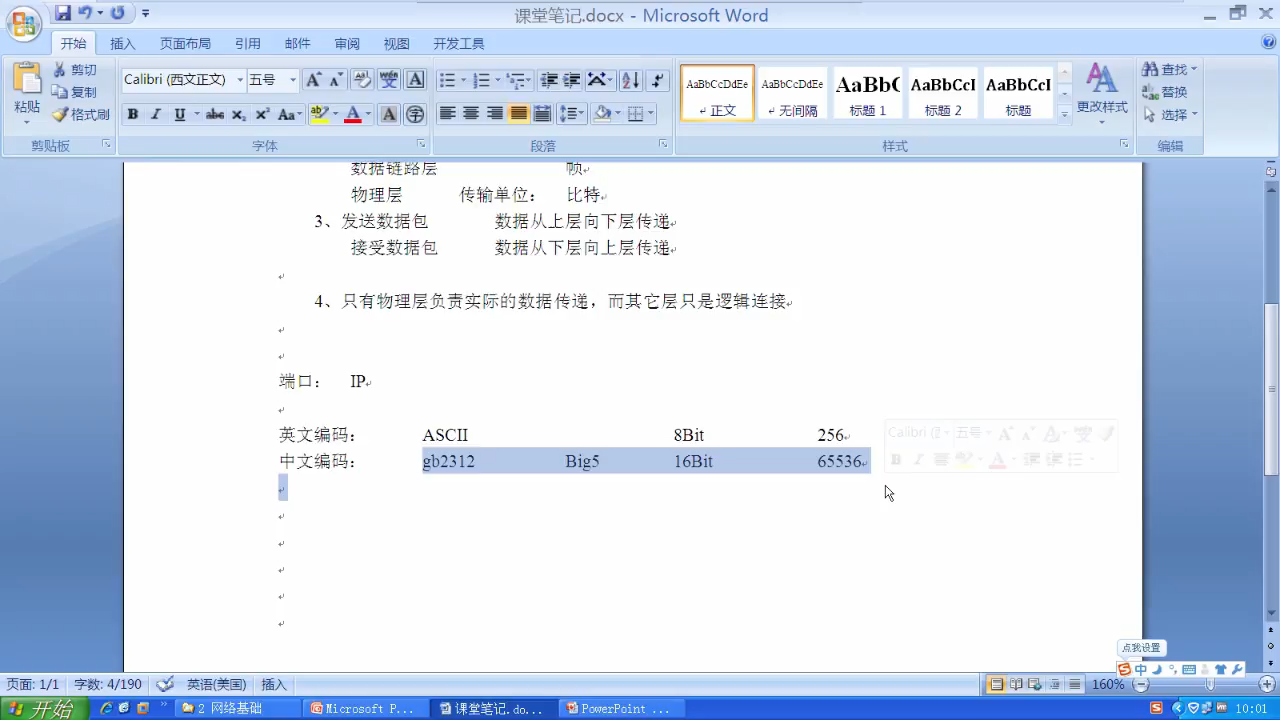 课堂笔记.docx - Microsoft Word
开始 插入 页面布局 引用 邮件 审阅 视图 开发工具
粘贴 剪切
复制
格式刷
剪贴板
Calibri (西文正文) 五号
字体
段落
AaBbCcDdEe AaBbCcDdEe AaBbC AaBbCcI AaBbCcI
正文 无间隔 标题 1 标题 2 标题
更改样式
样式
查找
替换
选择
编辑
数据链路层 帧
物理层 传输单位： 比特
3、发送数据包 数据从上层向下层传递
接受数据包 数据从下层向上层传递
4、只有物理层负责实际的数据传递，而其它层只是逻辑连接
端口： IP
英文编码： ASCII 8Bit 256
中文编码： gb2312 Big5 16Bit 65536
点我设置
中
页面: 1/1 字数: 4/190 英语(美国) 插入 160%
开始 2 网络基础 Microsoft P... 课堂笔记.do... PowerPoint ... 10:01